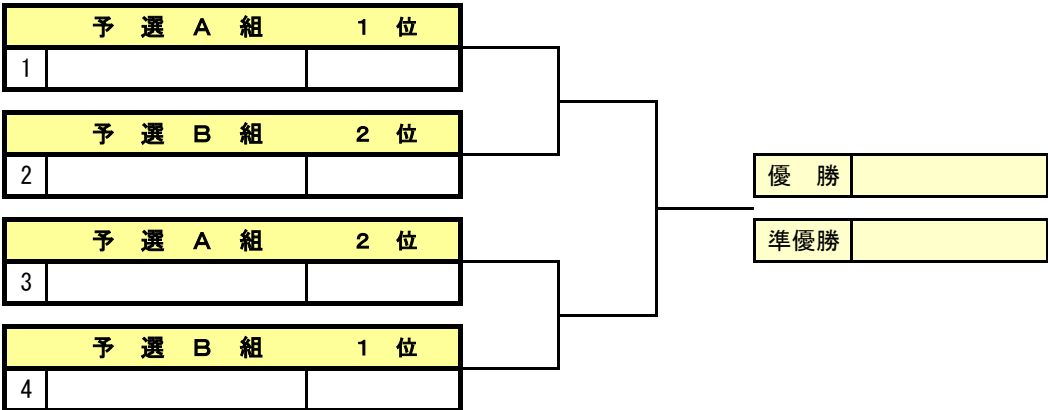 予 選 Ａ 組 １ 位
1
予 選 Ｂ 組 ２ 位
2
優 勝
予 選 Ａ 組 ２ 位
準優勝
3
予 選 Ｂ 組 １ 位
4